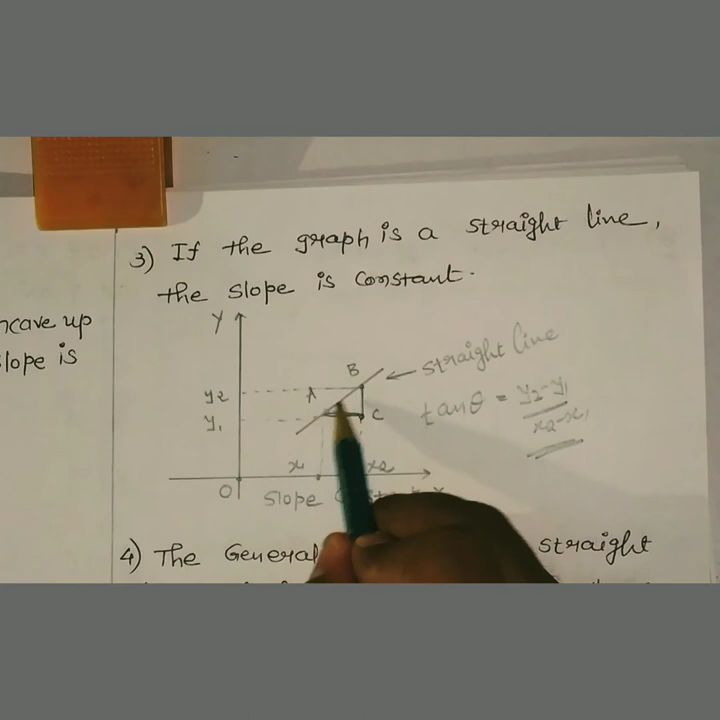 3) If the graph is a straight line,
the slope is constant.
ncave up
slope is
Y
B
straight line
y2
A
tanθ = y2-y1
x2-x1
y1
C
x1
x2
O
slope
4) The General
straight